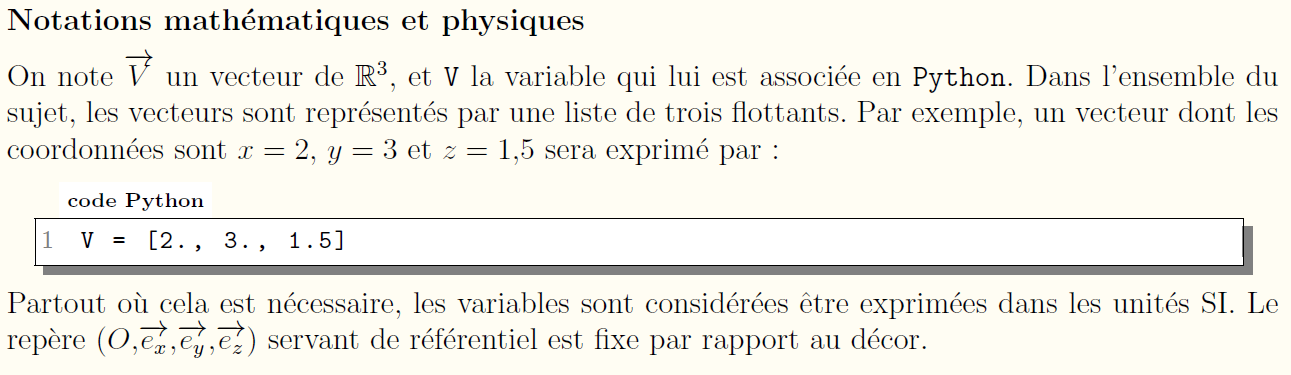 Notations mathématiques et physiques
On note $\overrightarrow{V}$ un vecteur de ℝ³, et V la variable qui lui est associée en Python. Dans l'ensemble du
sujet, les vecteurs sont représentés par une liste de trois flottants. Par exemple, un vecteur dont les
coordonnées sont x = 2, y = 3 et z = 1,5 sera exprimé par :
code Python
1 V = [2., 3., 1.5]
Partout où cela est nécessaire, les variables sont considérées être exprimées dans les unités SI. Le
repère (O,$\overrightarrow{e_x}$,$\overrightarrow{e_y}$,$\overrightarrow{e_z}$) servant de référentiel est fixe par rapport au décor.